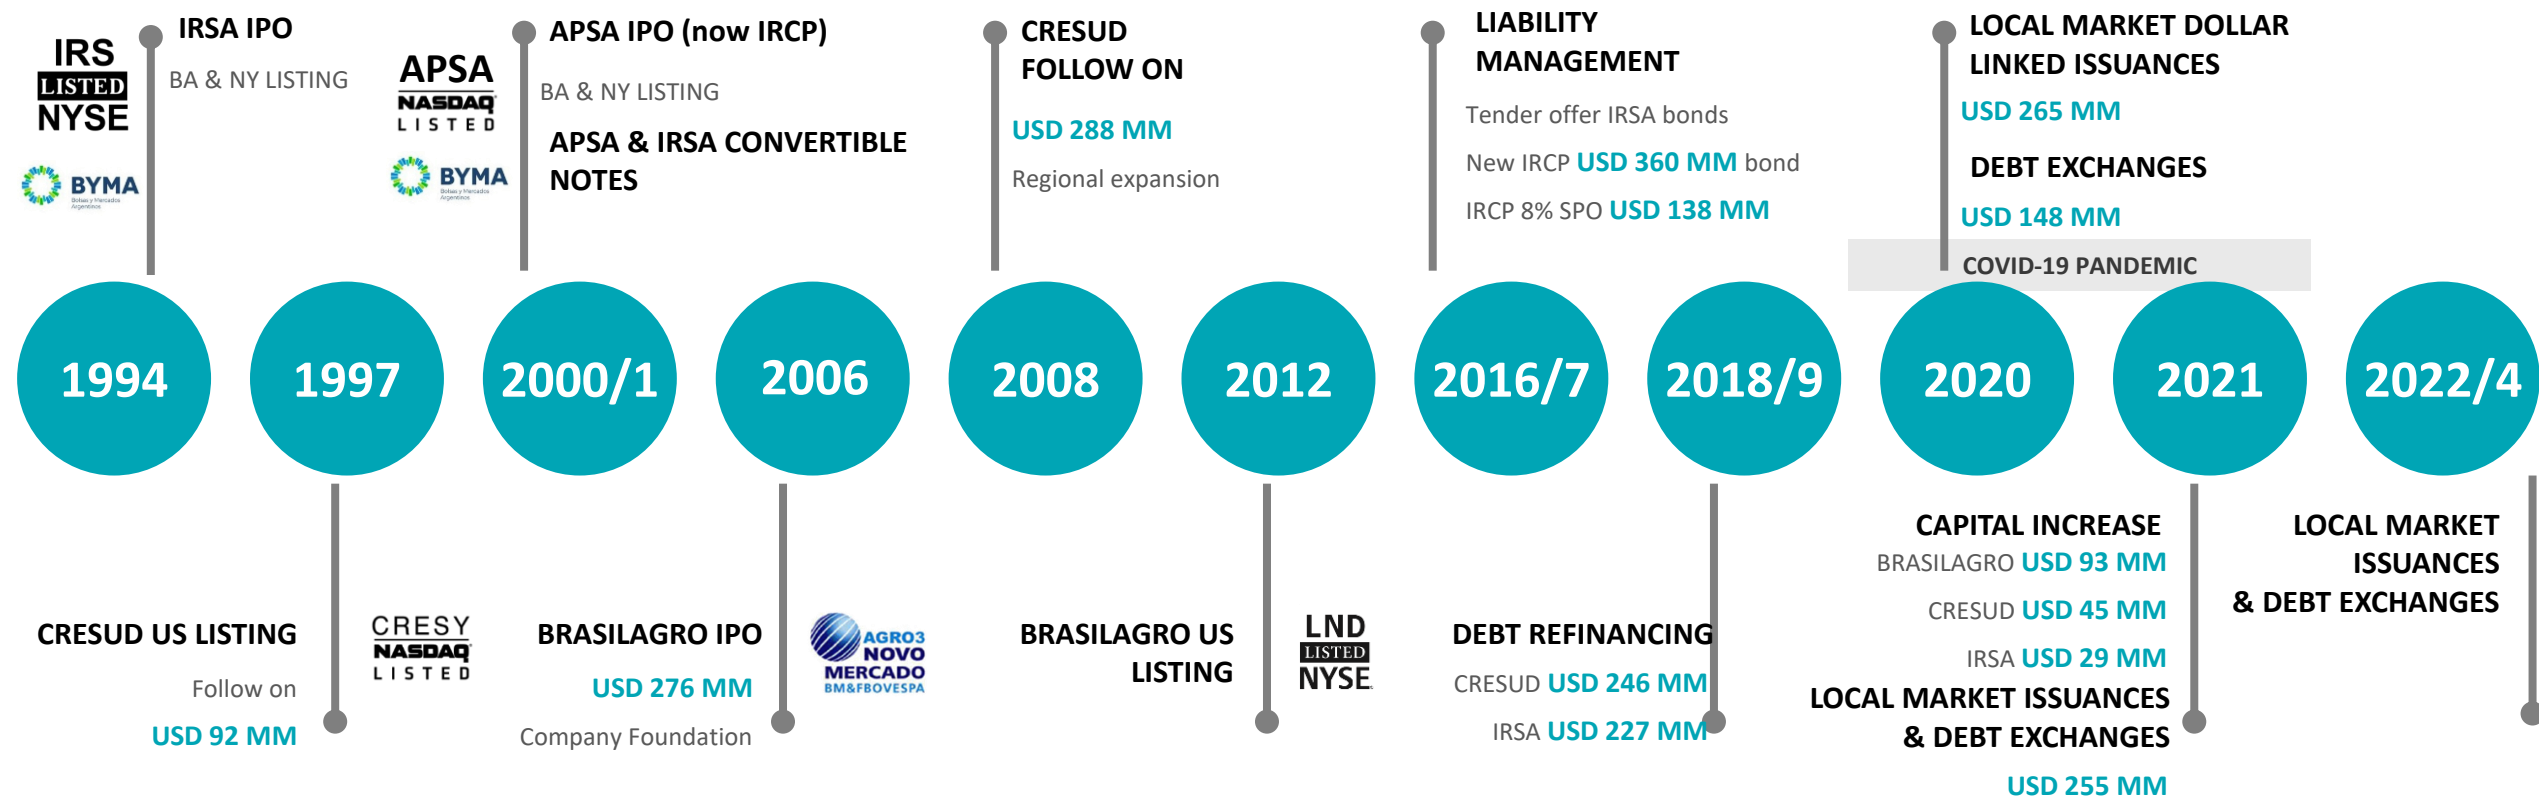 IRSA IPO
BA & NY LISTING
IRS
LISTED
NYSE
BYMA
Bolsas y Mercados
Argentinos
APSA IPO (now IRCP)
BA & NY LISTING
APSA & IRSA CONVERTIBLE
NOTES
APSA
NASDAQ
LISTED
BYMA
Bolsas y Mercados
Argentinos
CRESUD
FOLLOW ON
USD 288 MM
Regional expansion
LIABILITY
MANAGEMENT
Tender offer IRSA bonds
New IRCP USD 360 MM bond
IRCP 8% SPO USD 138 MM
LOCAL MARKET DOLLAR
LINKED ISSUANCES
USD 265 MM
DEBT EXCHANGES
USD 148 MM
COVID-19 PANDEMIC
1994
1997
2000/1
2006
2008
2012
2016/7
2018/9
2020
2021
2022/4
CRESUD US LISTING
Follow on
USD 92 MM
CRESY
NASDAQ
LISTED
BRASILAGRO IPO
USD 276 MM
Company Foundation
AGRO3
NOVO
MERCADO
BM&FBOVESPA
BRASILAGRO US
LISTING
LND
LISTED
NYSE
DEBT REFINANCING
CRESUD USD 246 MM
IRSA USD 227 MM
CAPITAL INCREASE
BRASILAGRO USD 93 MM
CRESUD USD 45 MM
IRSA USD 29 MM
LOCAL MARKET ISSUANCES
& DEBT EXCHANGES
USD 255 MM
LOCAL MARKET
ISSUANCES
& DEBT EXCHANGES